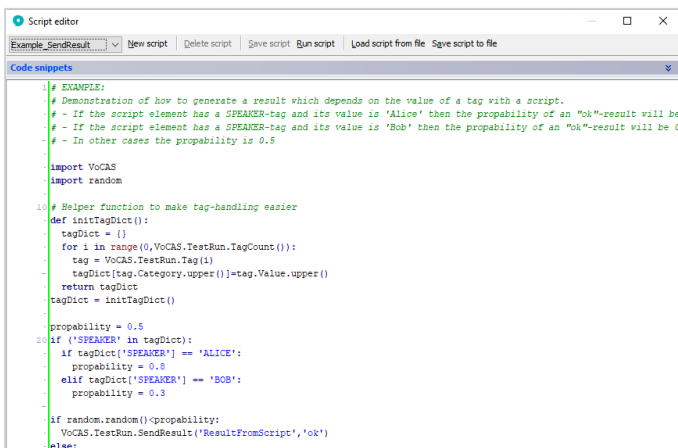 Script editor
Example_SendResult New script Delete script Save script Run script Load script from file Save script to file
Code snippets
1 # EXAMPLE:
# Demonstration of how to generate a result which depends on the value of a tag with a script.
# - If the script element has a SPEAKER-tag and its value is 'Alice' then the propability of an "ok"-result will be
# - If the script element has a SPEAKER-tag and its value is 'Bob' then the propability of an "ok"-result will be
# - In other cases the propability is 0.5
import VoCAS
import random
10 # Helper function to make tag-handling easier
def initTagDict():
tagDict = {}
for i in range(0,VoCAS.TestRun.TagCount()):
tag = VoCAS.TestRun.Tag(i)
tagDict[tag.Category.upper()]=tag.Value.upper()
return tagDict
tagDict = initTagDict()
propability = 0.5
20 if ('SPEAKER' in tagDict):
if tagDict['SPEAKER'] == 'ALICE':
propability = 0.8
elif tagDict['SPEAKER'] == 'BOB':
propability = 0.3
if random.random()<propability:
VoCAS.TestRun.SendResult('ResultFromScript','ok')
else: